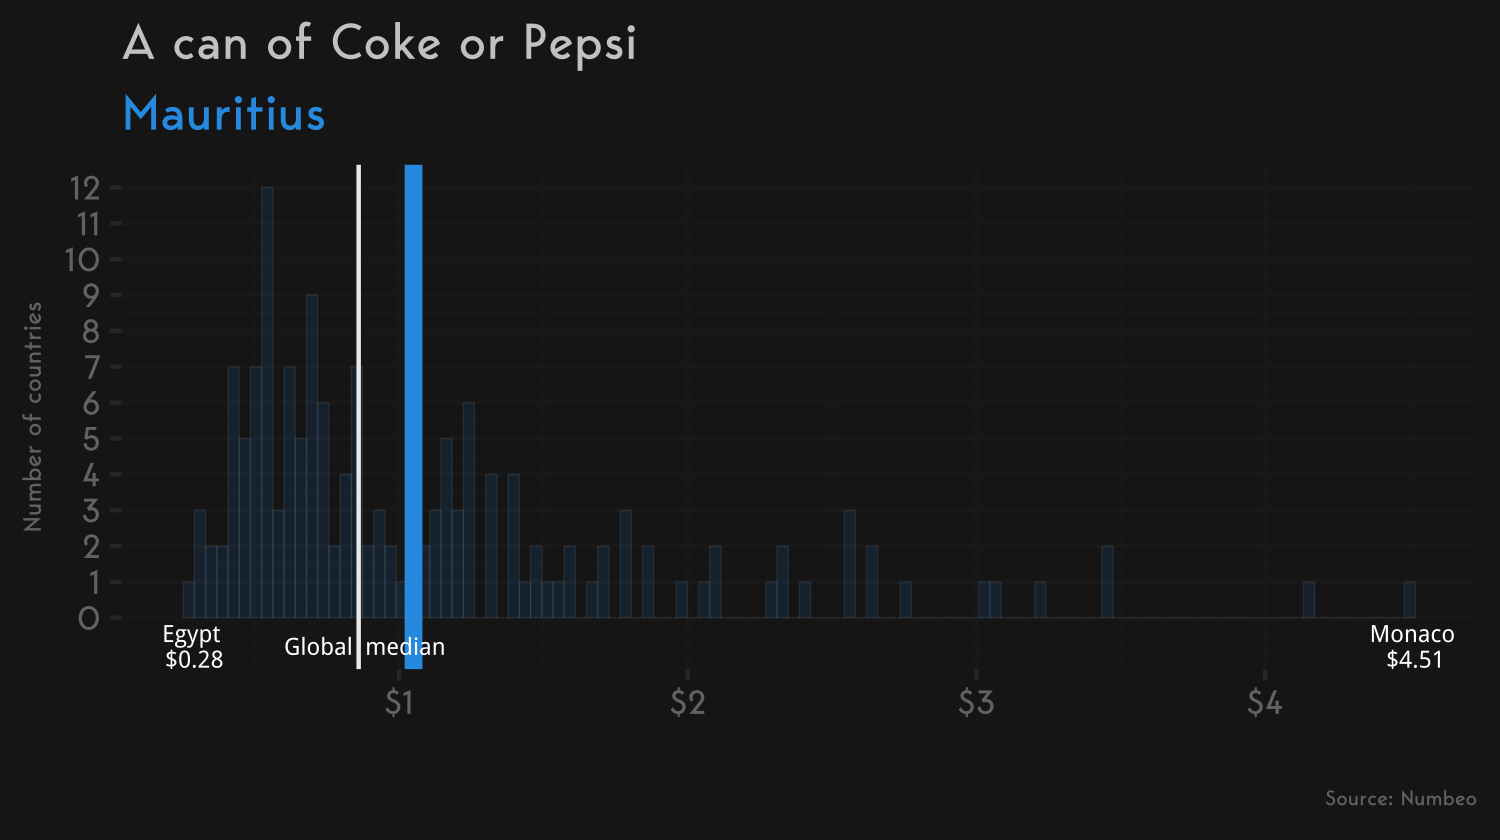 A can of Coke or Pepsi
Mauritius
Number of countries
12
11
10
9
8
7
6
5
4
3
2
1
0
Egypt
$0.28
Global median
Monaco
$4.51
$1
$2
$3
$4
Source: Numbeo